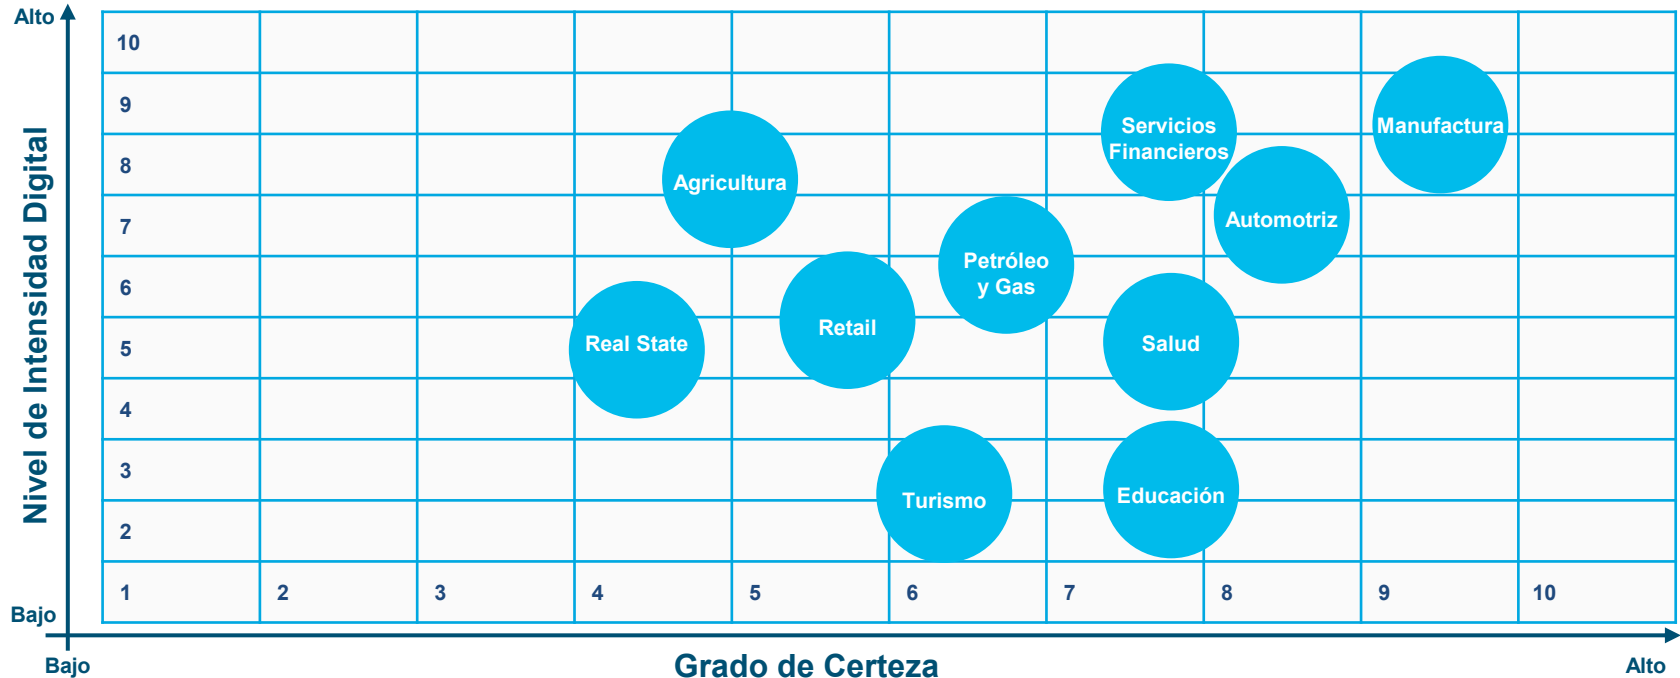 Alto
10
9
8
7
6
5
4
3
2
1 2 3 4 5 6 7 8 9 10
Bajo
Nivel de Intensidad Digital
Servicios
Financieros
Manufactura
Agricultura
Automotriz
Petróleo
y Gas
Retail
Real State
Salud
Turismo
Educación
Bajo
Grado de Certeza
Alto